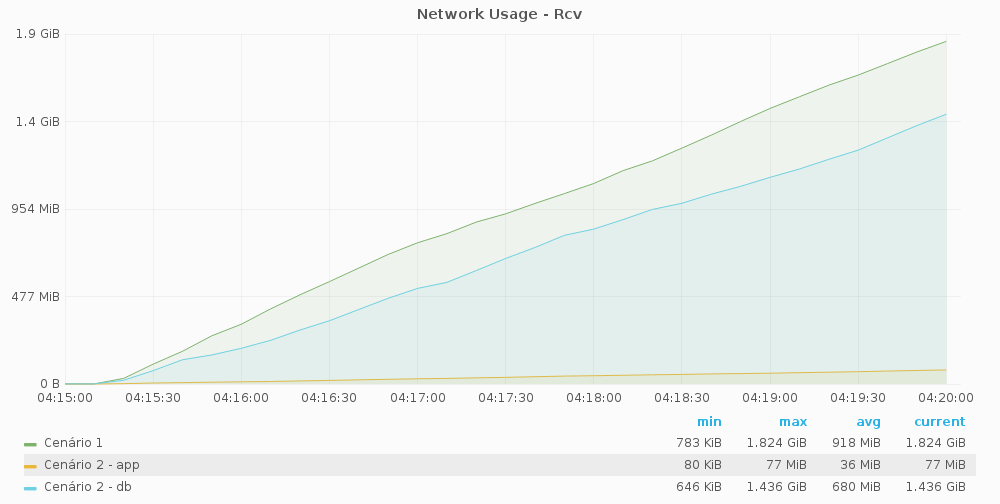 Network Usage - Rcv
1.9 GiB
1.4 GiB
954 MiB
477 MiB
0 B
04:15:00 04:15:30 04:16:00 04:16:30 04:17:00 04:17:30 04:18:00 04:18:30 04:19:00 04:19:30 04:20:00
min max avg current
Cenário 1 783 KiB 1.824 GiB 918 MiB 1.824 GiB
Cenário 2 - app 80 KiB 77 MiB 36 MiB 77 MiB
Cenário 2 - db 646 KiB 1.436 GiB 680 MiB 1.436 GiB